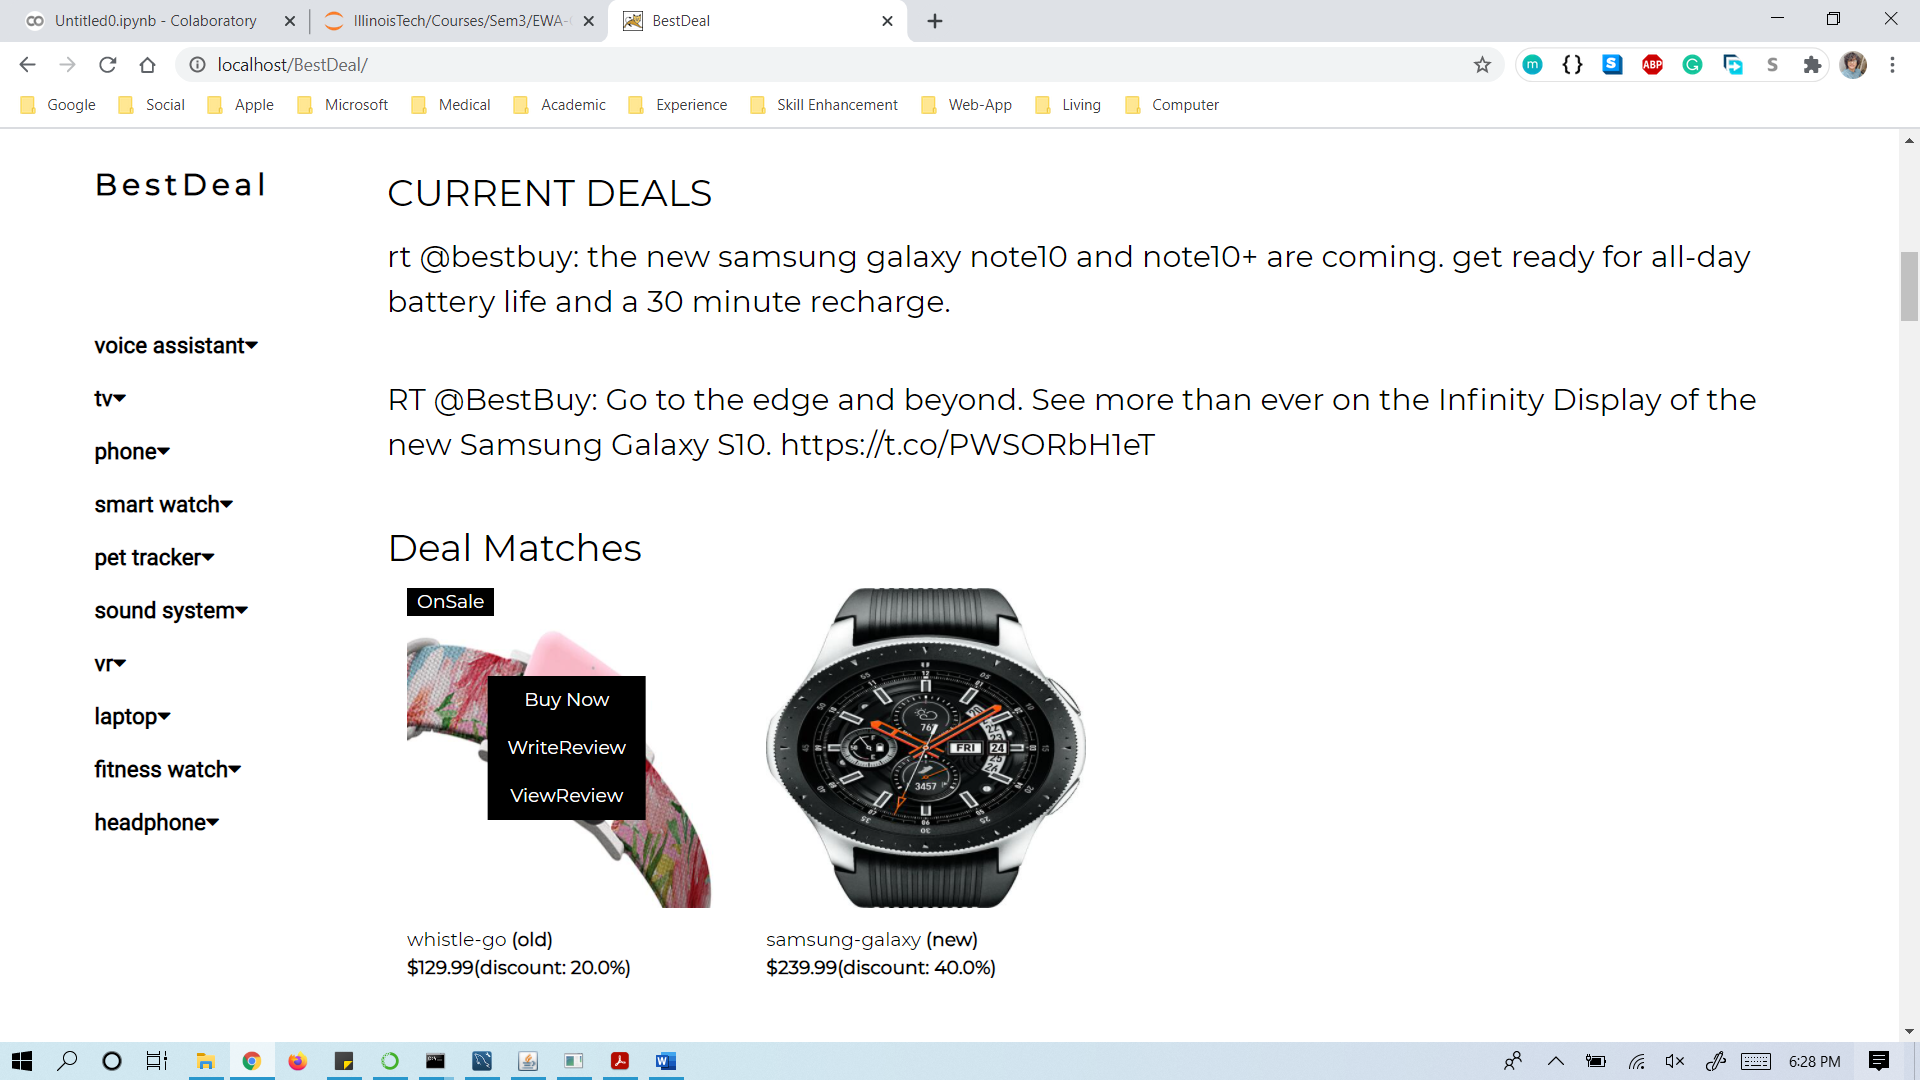 Untitled0.ipynb - Colaboratory
IllinoisTech/Courses/Sem3/EWA-
BestDeal
localhost/BestDeal/
Google
Social
Apple
Microsoft
Medical
Academic
Experience
Skill Enhancement
Web-App
Living
Computer
BestDeal
voice assistant
tv
phone
smart watch
pet tracker
sound system
vr
laptop
fitness watch
headphone
CURRENT DEALS
rt @bestbuy: the new samsung galaxy note10 and note10+ are coming. get ready for all-day
battery life and a 30 minute recharge.
RT @BestBuy: Go to the edge and beyond. See more than ever on the Infinity Display of the
new Samsung Galaxy S10. https://t.co/PWSORbH1eT
Deal Matches
OnSale
Buy Now
WriteReview
ViewReview
76
FRI 24
3457
whistle-go (old)
$129.99(discount: 20.0%)
samsung-galaxy (new)
$239.99(discount: 40.0%)
6:28 PM